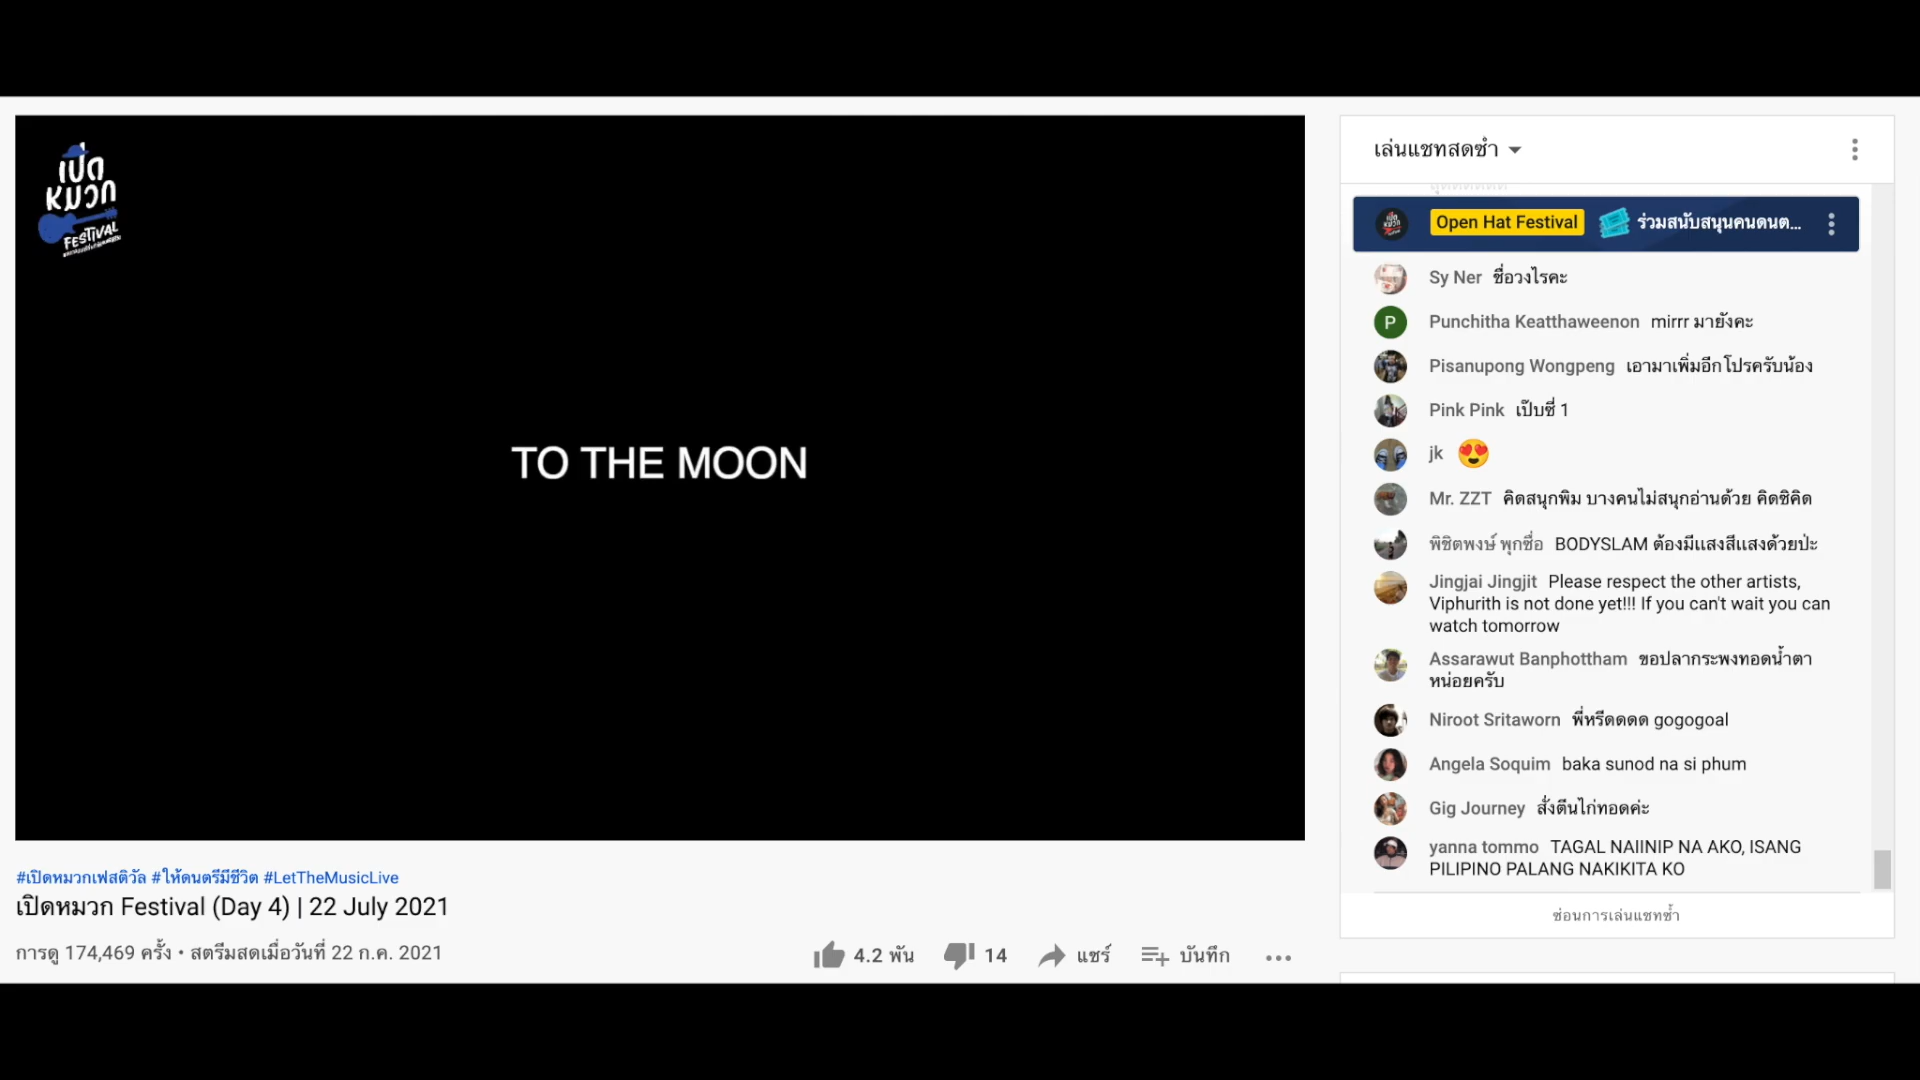 เปิด
หมวก
FESTIVAL
TO THE MOON
#เปิดหมวกเฟสติวัล #ให้ดนตรีมีชีวิต #LetTheMusicLive
เปิดหมวก Festival (Day 4) | 22 July 2021
การดู 174,469 ครั้ง • สตรีมสดเมื่อวันที่ 22 ก.ค. 2021
4.2 พัน 14 แชร์ บันทึก
เล่นแชทสดซ้ำ
Open Hat Festival ร่วมสนับสนุนคนดนต...
Sy Ner ชื่อวงไรคะ
Punchitha Keatthaweenon mirrr มายังคะ
Pisanupong Wongpeng เอามาเพิ่มอีกโปรครับน้อง
Pink Pink เป๊บซี่ 1
jk 😍
Mr. ZZT คิดสนุกพิม บางคนไม่สนุกอ่านด้วย คิดซิคิด
พิชิตพงษ์ พุกซื่อ BODYSLAM ต้องมีแสงสีแสงด้วยป่ะ
Jingjai Jingjit Please respect the other artists,
Viphurith is not done yet!!! If you can't wait you can
watch tomorrow
Assarawut Banphottham ขอปลากระพงทอดน้ำตา
หน่อยครับ
Niroot Sritaworn พี่หรีดดดด gogogoal
Angela Soquim baka sunod na si phum
Gig Journey สั่งตีนไก่ทอดค่ะ
yanna tommo TAGAL NAIINIP NA AKO, ISANG
PILIPINO PALANG NAKIKITA KO
ซ่อนการเล่นแชทซ้ำ